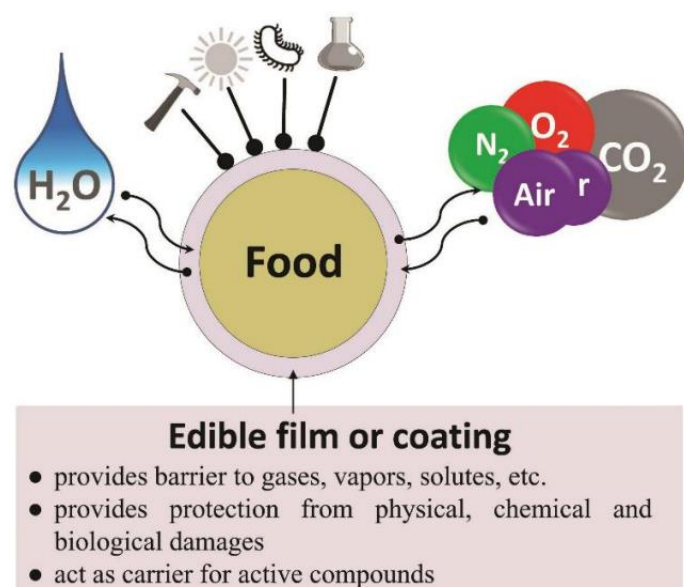 H₂O
N₂
O₂
CO₂
Air
r
Food
Edible film or coating
● provides barrier to gases, vapors, solutes, etc.
● provides protection from physical, chemical and
biological damages
● act as carrier for active compounds